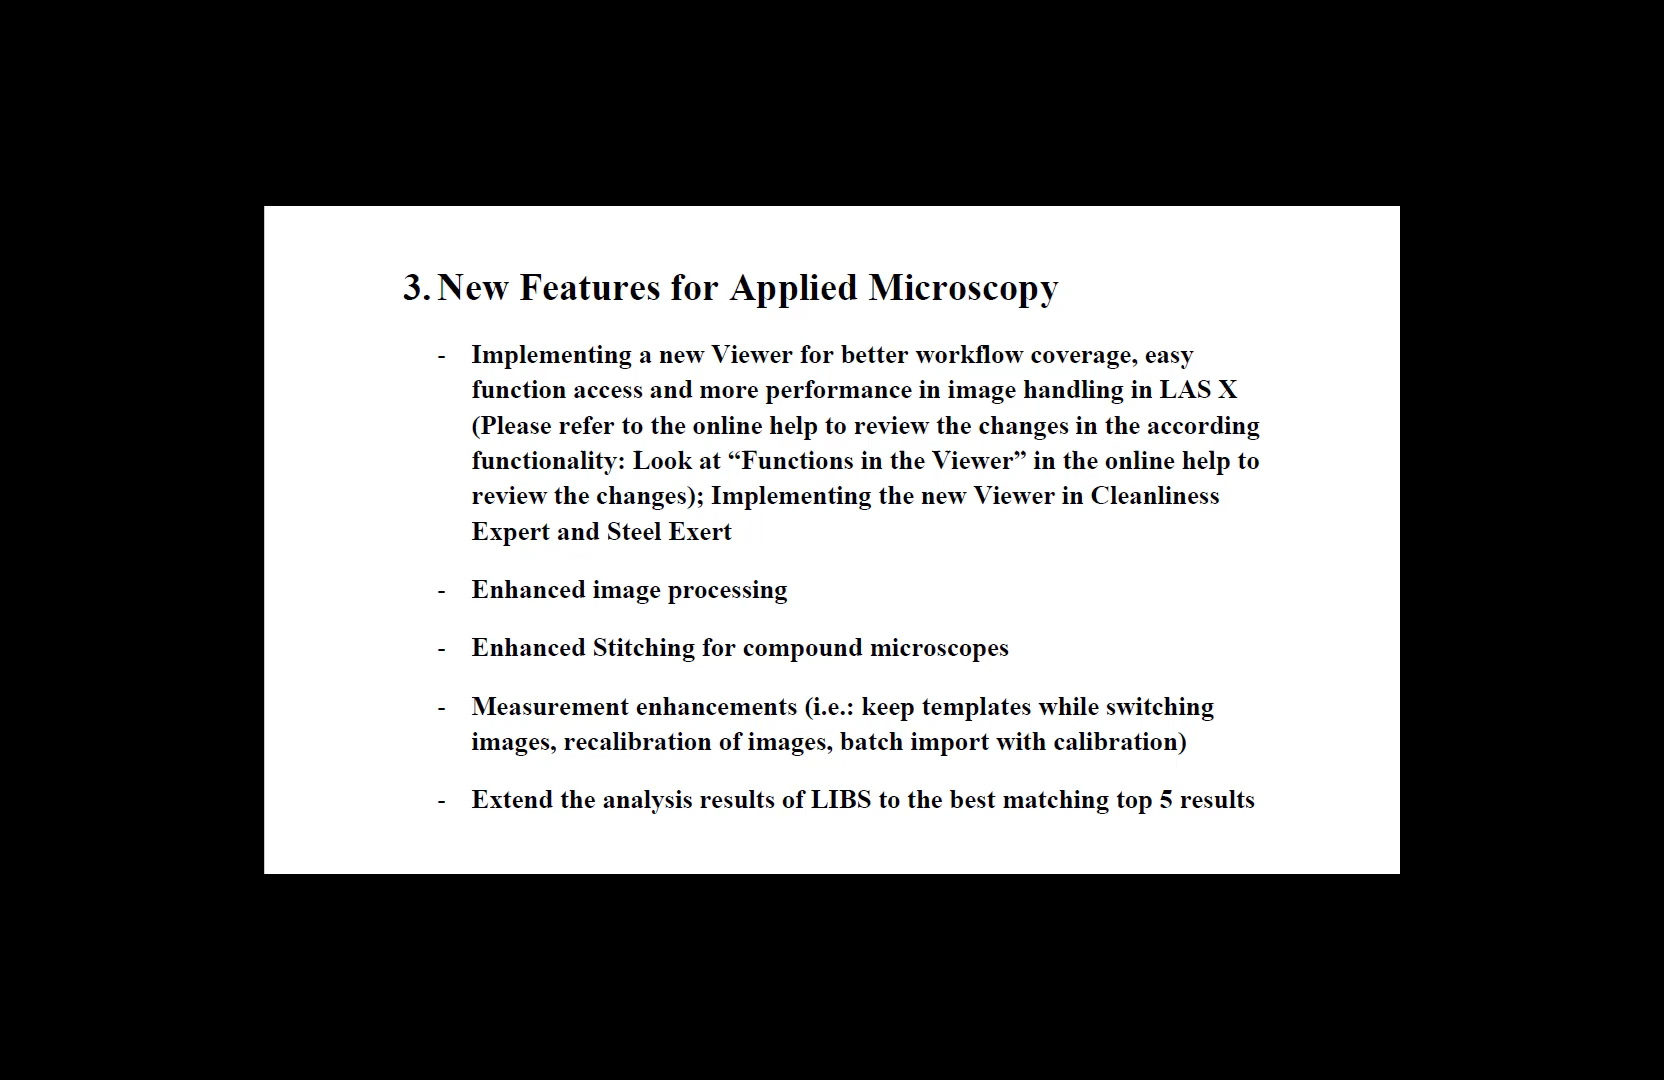 3. New Features for Applied Microscopy
- Implementing a new Viewer for better workflow coverage, easy
function access and more performance in image handling in LAS X
(Please refer to the online help to review the changes in the according
functionality: Look at “Functions in the Viewer” in the online help to
review the changes); Implementing the new Viewer in Cleanliness
Expert and Steel Exert
- Enhanced image processing
- Enhanced Stitching for compound microscopes
- Measurement enhancements (i.e.: keep templates while switching
images, recalibration of images, batch import with calibration)
- Extend the analysis results of LIBS to the best matching top 5 results